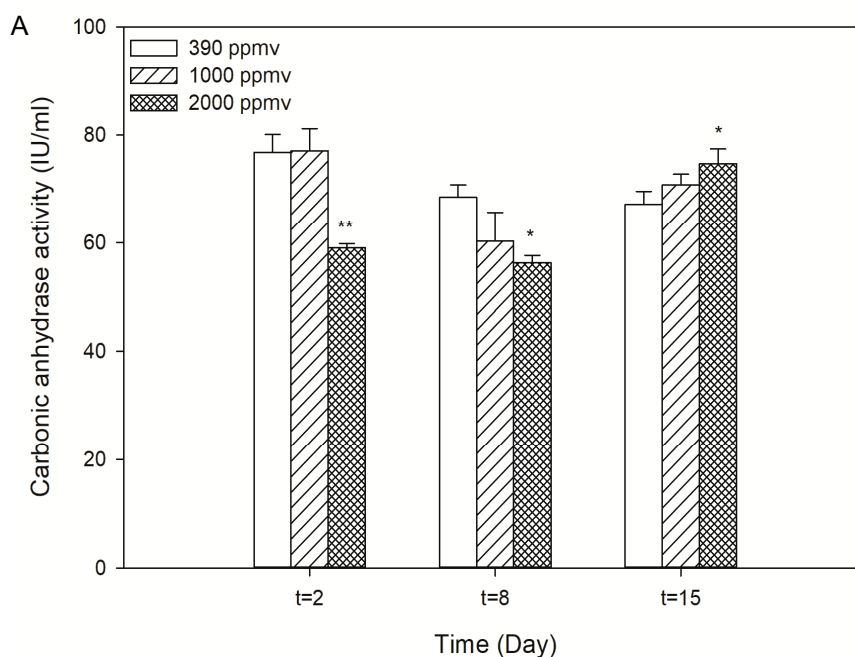 A
100
390 ppmv
1000 ppmv
2000 ppmv
80
60
40
20
0
Carbonic anhydrase activity (IU/ml)
**
*
*
t=2
t=8
t=15
Time (Day)